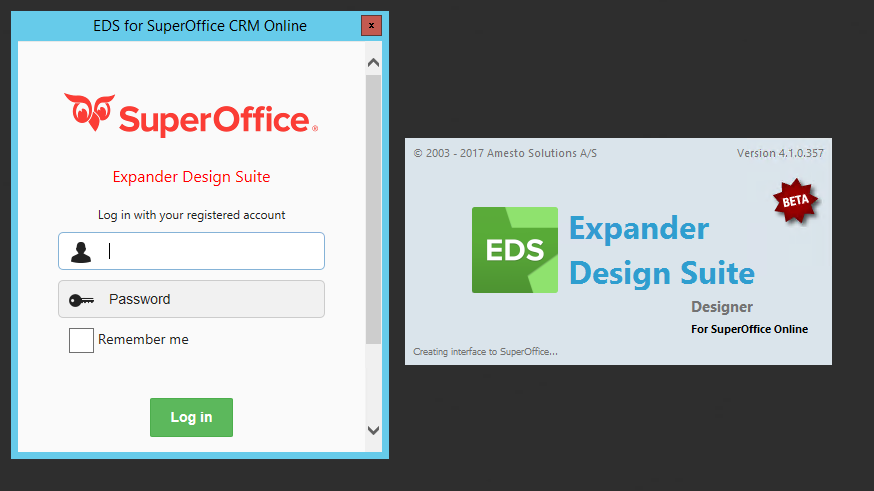 EDS for SuperOffice CRM Online
x
SuperOffice®
Expander Design Suite
Log in with your registered account
Password
Remember me
Log in
© 2003 - 2017 Amesto Solutions A/S
Version 4.1.0.357
BETA
EDS
Expander
Design Suite
Designer
For SuperOffice Online
Creating interface to SuperOffice...